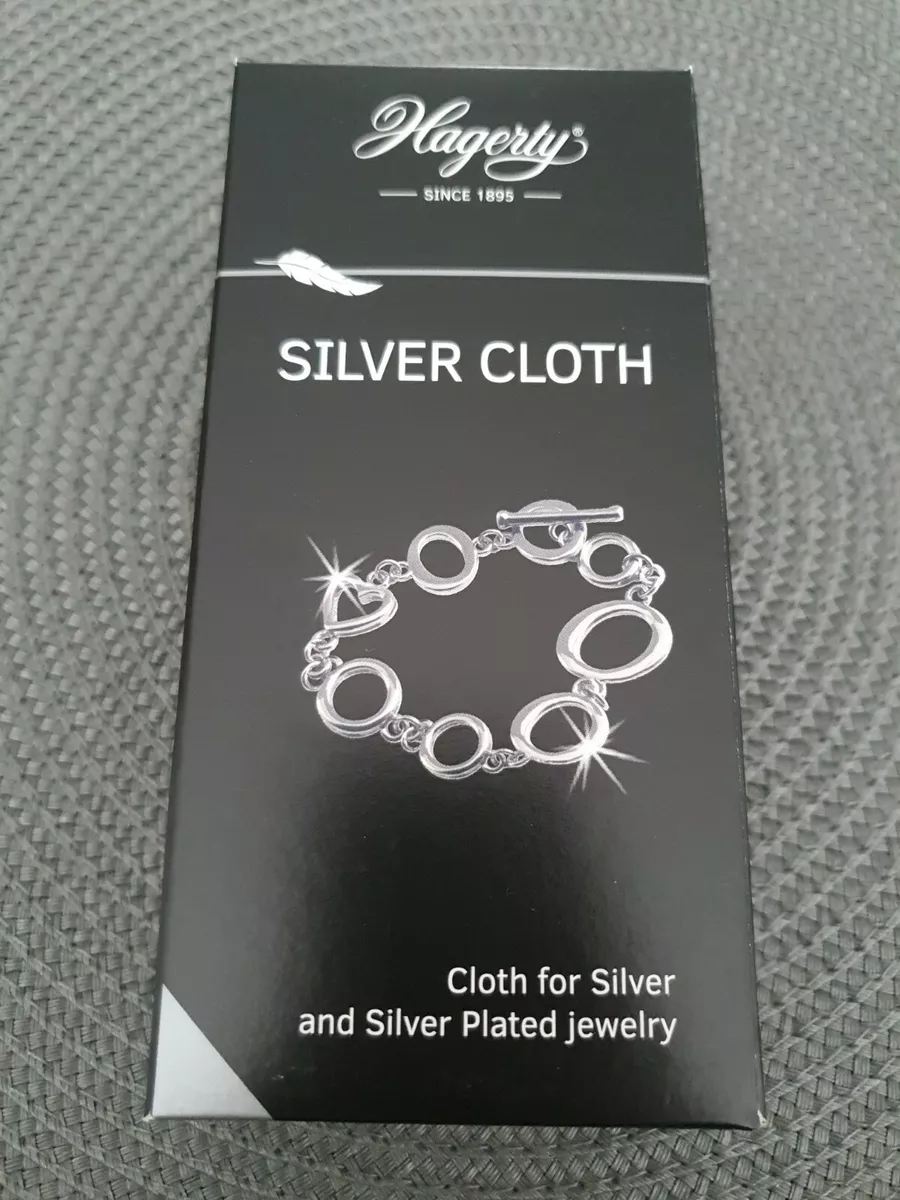 Hagerty®
SINCE 1895
SILVER CLOTH
Cloth for Silver
and Silver Plated jewelry